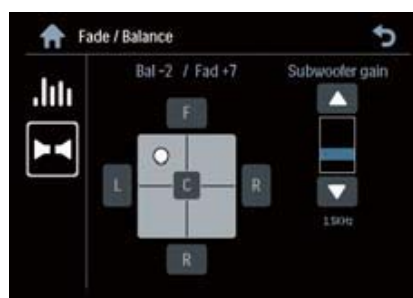 Fade / Balance
Bal -2 / Fad +7
Subwoofer gain
F
L
C
R
R
1.5KHz